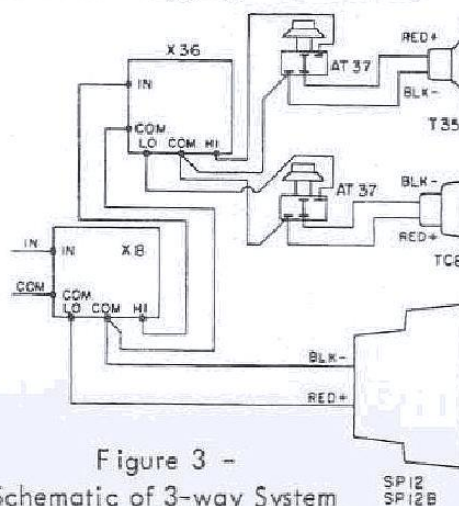 RED+
X36
AT 37
IN
BLK-
T35
COM
LO COM HI
BLK-
AT 37
IN
IN
X8
RED+
COM
COM
LO COM HI
BLK-
RED+
Figure 3 -
Schematic of 3-way System
SP12
SP12B